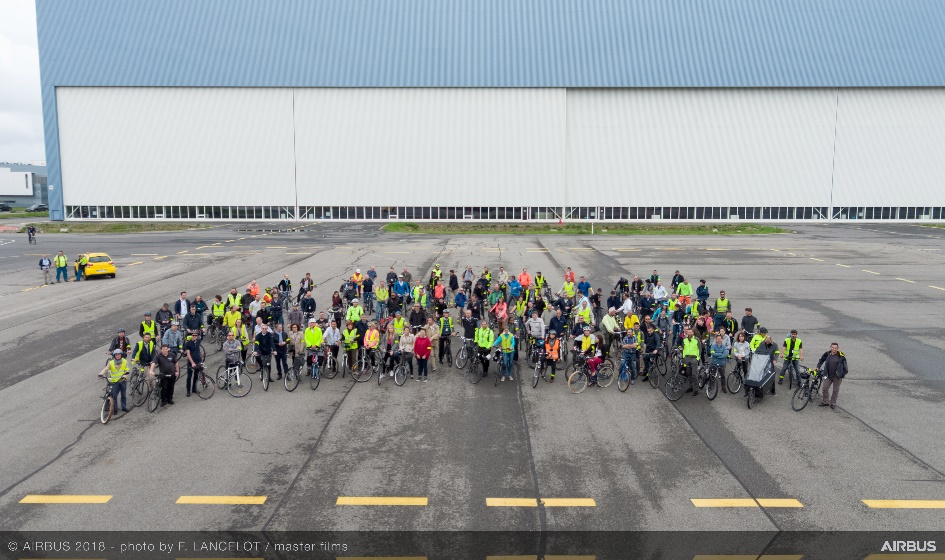 © AIRBUS 2018 - photo by F. LANCELOT / master films
AIRBUS